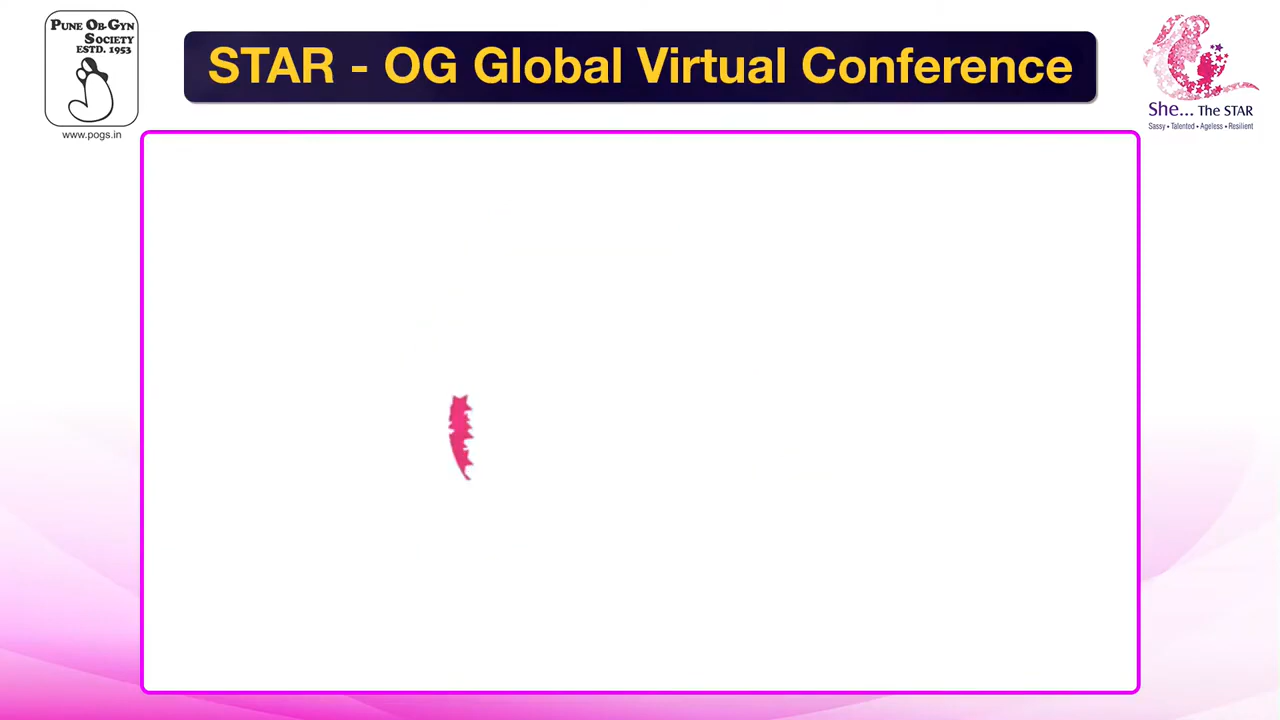 PUNE OB-GYN
SOCIETY
ESTD. 1953
www.pogs.in
STAR - OG Global Virtual Conference
She... THE STAR
Sassy • Talented • Ageless • Resilient